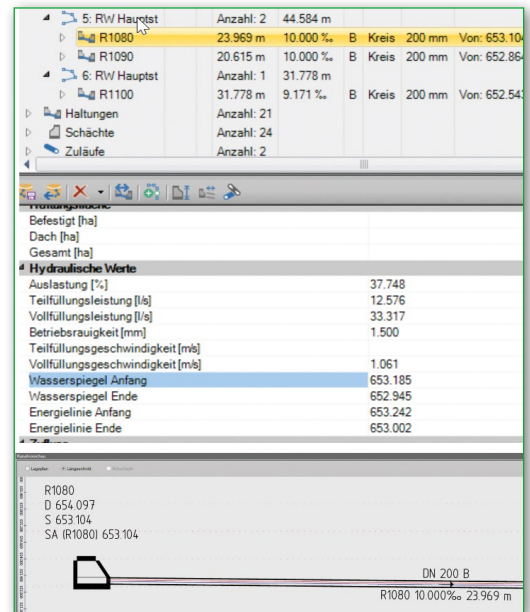 5: RW Hauptst Anzahl: 2 44.584 m
R1080 23.969 m 10.000 ‰ B Kreis 200 mm Von: 653.104
R1090 20.615 m 10.000 ‰ B Kreis 200 mm Von: 652.864
6: RW Hauptst Anzahl: 1 31.778 m
R1100 31.778 m 9.171 ‰ B Kreis 200 mm Von: 652.543
Haltungen Anzahl: 21
Schächte Anzahl: 24
Zuläufe Anzahl: 2
Befestigt [ha]
Dach [ha]
Gesamt [ha]
Hydraulische Werte
Auslastung [%] 37.748
Teilfüllungsleistung [l/s] 12.576
Vollfüllungsleistung [l/s] 33.317
Betriebsrauigkeit [mm] 1.500
Teilfüllungsgeschwindigkeit [m/s]
Vollfüllungsgeschwindigkeit [m/s] 1.061
Wasserspiegel Anfang 653.185
Wasserspiegel Ende 652.945
Energielinie Anfang 653.242
Energielinie Ende 653.002
Lageplan Längsschnitt
R1080
D 654.097
S 653.104
SA (R1080) 653.104
DN 200 B
R1080 10.000‰ 23.969 m